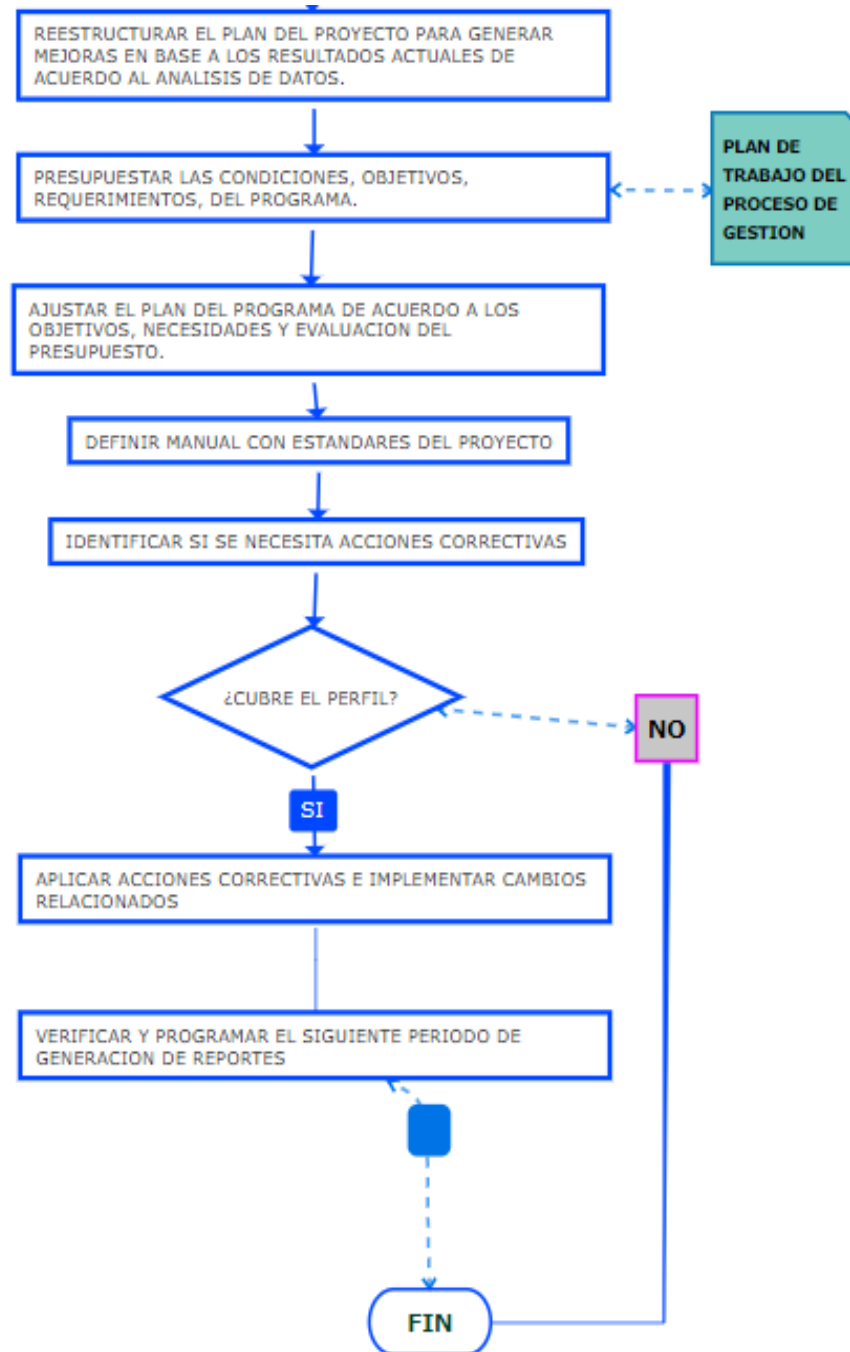 REESTRUCTURAR EL PLAN DEL PROYECTO PARA GENERAR
MEJORAS EN BASE A LOS RESULTADOS ACTUALES DE
ACUERDO AL ANALISIS DE DATOS.
PRESUPUESTAR LAS CONDICIONES, OBJETIVOS,
REQUERIMIENTOS, DEL PROGRAMA.
PLAN DE
TRABAJO DEL
PROCESO DE
GESTION
AJUSTAR EL PLAN DEL PROGRAMA DE ACUERDO A LOS
OBJETIVOS, NECESIDADES Y EVALUACION DEL
PRESUPUESTO.
DEFINIR MANUAL CON ESTANDARES DEL PROYECTO
IDENTIFICAR SI SE NECESITA ACCIONES CORRECTIVAS
¿CUBRE EL PERFIL?
NO
SI
APLICAR ACCIONES CORRECTIVAS E IMPLEMENTAR CAMBIOS
RELACIONADOS
VERIFICAR Y PROGRAMAR EL SIGUIENTE PERIODO DE
GENERACION DE REPORTES
FIN